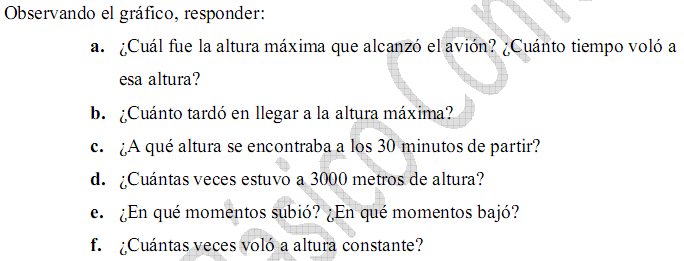 Observando el gráfico, responder:
a. ¿Cuál fue la altura máxima que alcanzó el avión? ¿Cuánto tiempo voló a
esa altura?
b. ¿Cuánto tardó en llegar a la altura máxima?
c. ¿A qué altura se encontraba a los 30 minutos de partir?
d. ¿Cuántas veces estuvo a 3000 metros de altura?
e. ¿En qué momentos subió? ¿En qué momentos bajó?
f. ¿Cuántas veces voló a altura constante?